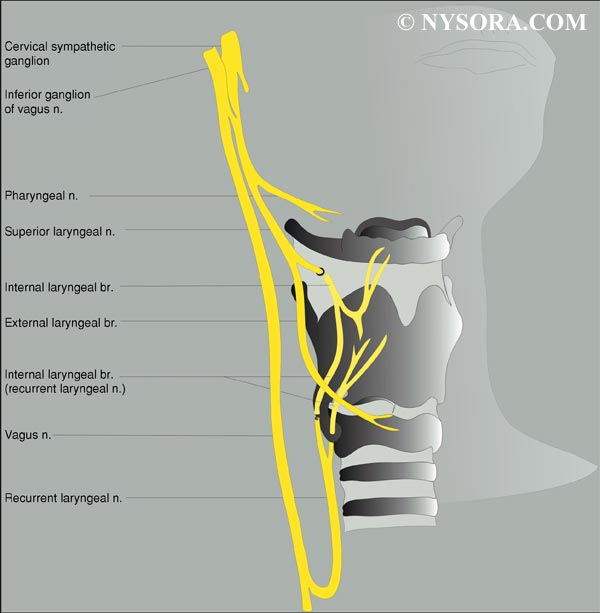 © NYSORA.COM
Cervical sympathetic
ganglion
Inferior ganglion
of vagus n.
Pharyngeal n.
Superior laryngeal n.
Internal laryngeal br.
External laryngeal br.
Internal laryngeal br.
(recurrent laryngeal n.)
Vagus n.
Recurrent laryngeal n.